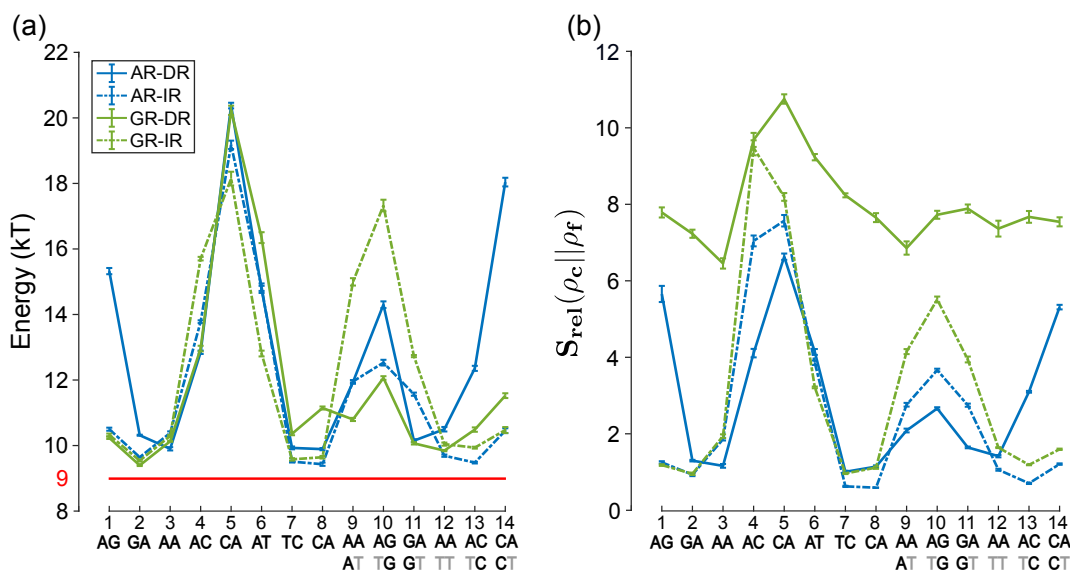 (a)
Energy (kT)
22
20
18
16
14
12
10
9
8
AR-DR
AR-IR
GR-DR
GR-IR
1 2 3 4 5 6 7 8 9 10 11 12 13 14
AG GA AA AC CA AT TC CA AA AG GA AA AC CA
AT TG GT TT TC CT
(b)
S_rel(ρ_c||ρ_f)
12
10
8
6
4
2
0
1 2 3 4 5 6 7 8 9 10 11 12 13 14
AG GA AA AC CA AT TC CA AA AG GA AA AC CA
AT TG GT TT TC CT